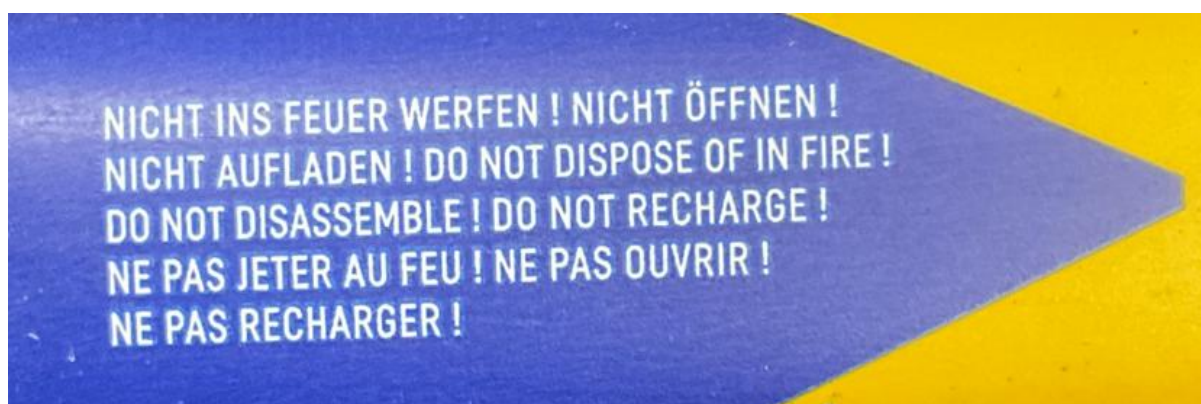 NICHT INS FEUER WERFEN ! NICHT ÖFFNEN !
NICHT AUFLADEN ! DO NOT DISPOSE OF IN FIRE !
DO NOT DISASSEMBLE ! DO NOT RECHARGE !
NE PAS JETER AU FEU ! NE PAS OUVRIR !
NE PAS RECHARGER !